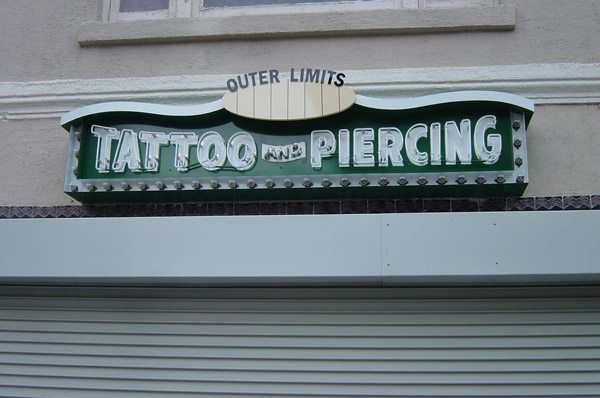 OUTER LIMITS
TATTOO AND PIERCING